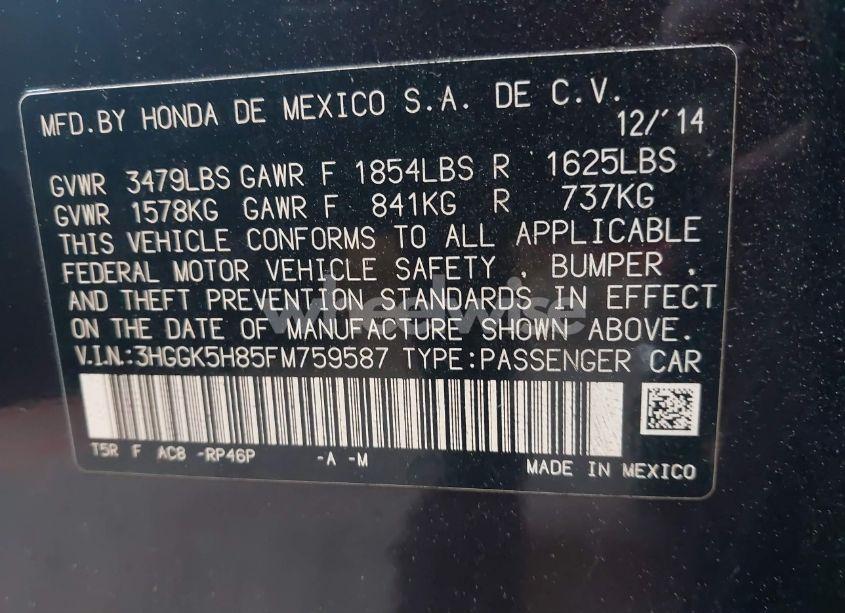 MFD.BY HONDA DE MEXICO S.A. DE C.V.
12/'14
GVWR 3479LBS GAWR F 1854LBS R 1625LBS
GVWR 1578KG GAWR F 841KG R 737KG
THIS VEHICLE CONFORMS TO ALL APPLICABLE
FEDERAL MOTOR VEHICLE SAFETY , BUMPER ,
AND THEFT PREVENTION STANDARDS IN EFFECT
ON THE DATE OF MANUFACTURE SHOWN ABOVE.
V.I.N.:3HGGK5H85FM759587 TYPE:PASSENGER CAR
T5R F AC8 -RP46P -A -M MADE IN MEXICO
wheelwise